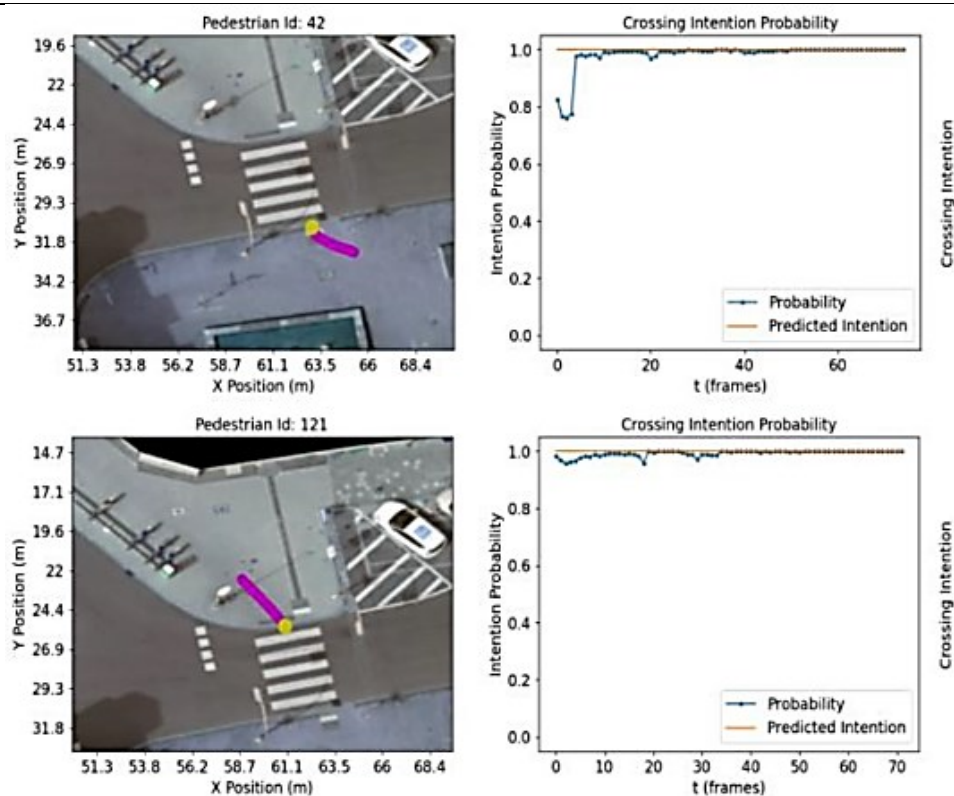 Pedestrian Id: 42
19.6
22
24.4
26.9
29.3
31.8
34.2
36.7
Y Position (m)
51.3 53.8 56.2 58.7 61.1 63.5 66 68.4
X Position (m)
Crossing Intention Probability
1.0
0.8
0.6
0.4
0.2
0.0
Intention Probability
Probability
Predicted Intention
0 20 40 60
t (frames)
Crossing Intention
Pedestrian Id: 121
14.7
17.1
19.6
22
24.4
26.9
29.3
31.8
Y Position (m)
51.3 53.8 56.2 58.7 61.1 63.5 66 68.4
X Position (m)
Crossing Intention Probability
1.0
0.8
0.6
0.4
0.2
0.0
Intention Probability
Probability
Predicted Intention
0 10 20 30 40 50 60 70
t (frames)
Crossing Intention